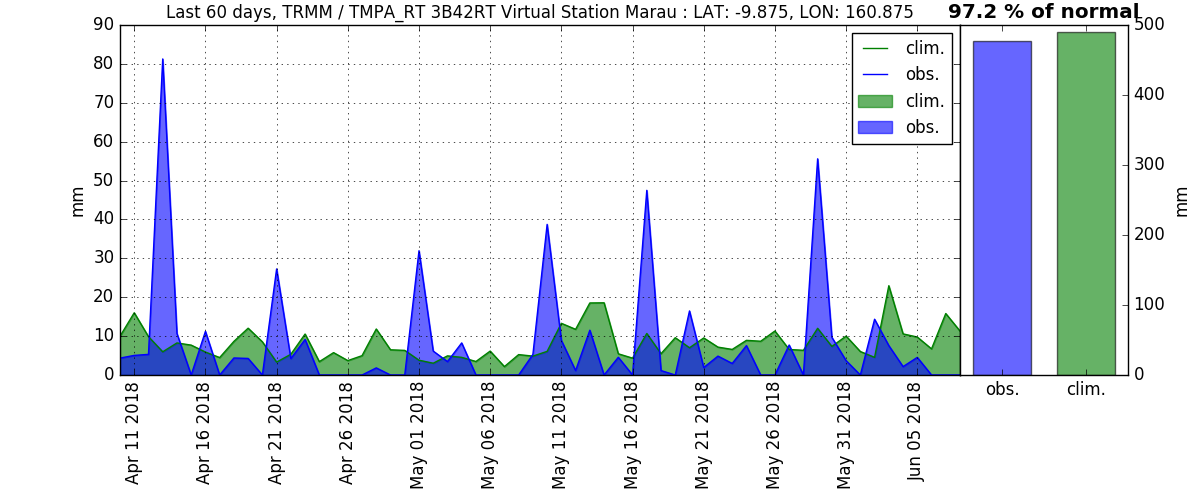 Last 60 days, TRMM / TMPA_RT 3B42RT Virtual Station Marau : LAT: -9.875, LON: 160.875
97.2 % of normal
90
80
70
60
50
40
30
20
10
0
mm
clim.
obs.
clim.
obs.
500
400
300
200
100
0
mm
obs.
clim.
Apr 11 2018
Apr 16 2018
Apr 21 2018
Apr 26 2018
May 01 2018
May 06 2018
May 11 2018
May 16 2018
May 21 2018
May 26 2018
May 31 2018
Jun 05 2018